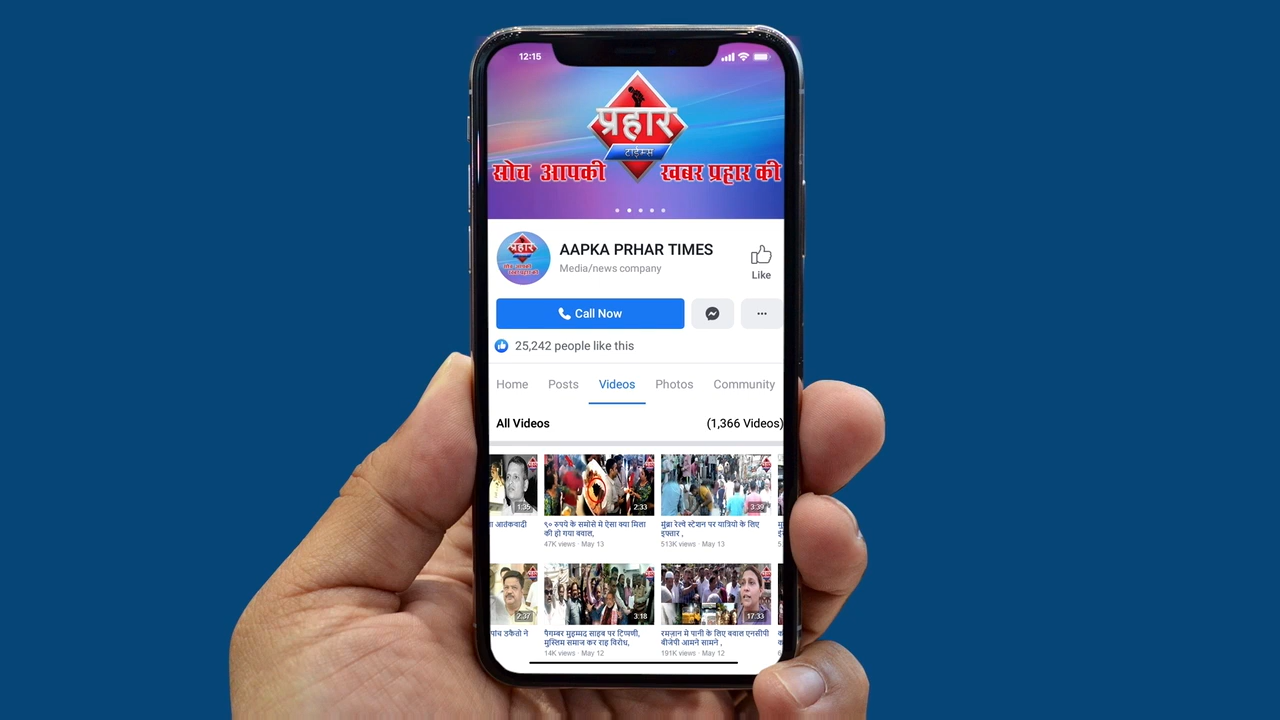 12:15
प्रहार
टाईम्स
सोच आपकी खबर प्रहार की
प्रहार
AAPKA PRHAR TIMES
Media/news company
Like
Call Now
25,242 people like this
Home Posts Videos Photos Community
All Videos (1,366 Videos)
1:35 2:33 3:39
आतंकवादी
९० रुपये के समोसे मे ऐसा क्या मिला
की हो गया बवाल,
47K views · May 13
मुंब्रा रेल्वे स्टेशन पर यात्रियो के लिए
इफ्तार ,
513K views · May 13
2:37 3:18 17:33
पांच डकैतो ने
पैगम्बर मुहम्मद साहब पर टिप्पणी,
मुस्लिम समाज कर राह विरोध,
14K views · May 12
रमज़ान मे पानी के लिए बवाल एनसीपी
बीजेपी आमने सामने ,
191K views · May 12